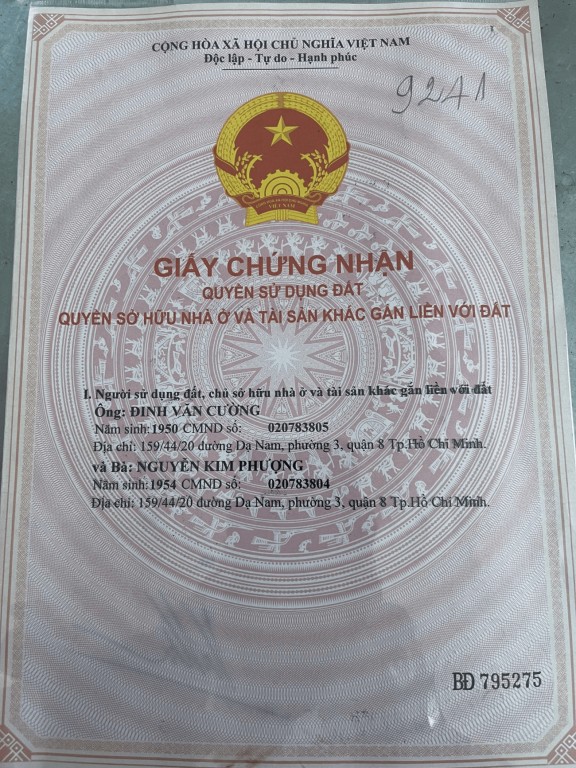 CỘNG HÒA XÃ HỘI CHỦ NGHĨA VIỆT NAM
Độc lập - Tự do - Hạnh phúc
9241
VIỆT NAM
GIẤY CHỨNG NHẬN
QUYỀN SỬ DỤNG ĐẤT
QUYỀN SỞ HỮU NHÀ Ở VÀ TÀI SẢN KHÁC GẮN LIỀN VỚI ĐẤT
I. Người sử dụng đất, chủ sở hữu nhà ở và tài sản khác gắn liền với đất
Ông: ĐINH VĂN CƯỜNG
Năm sinh:1950 CMND số: 020783805
Địa chỉ: 159/44/20 đường Dạ Nam, phường 3, quận 8 Tp.Hồ Chí Minh.
và Bà: NGUYỄN KIM PHƯỢNG
Năm sinh:1954 CMND số: 020783804
Địa chỉ: 159/44/20 đường Dạ Nam, phường 3, quận 8 Tp.Hồ Chí Minh.
BĐ 795275